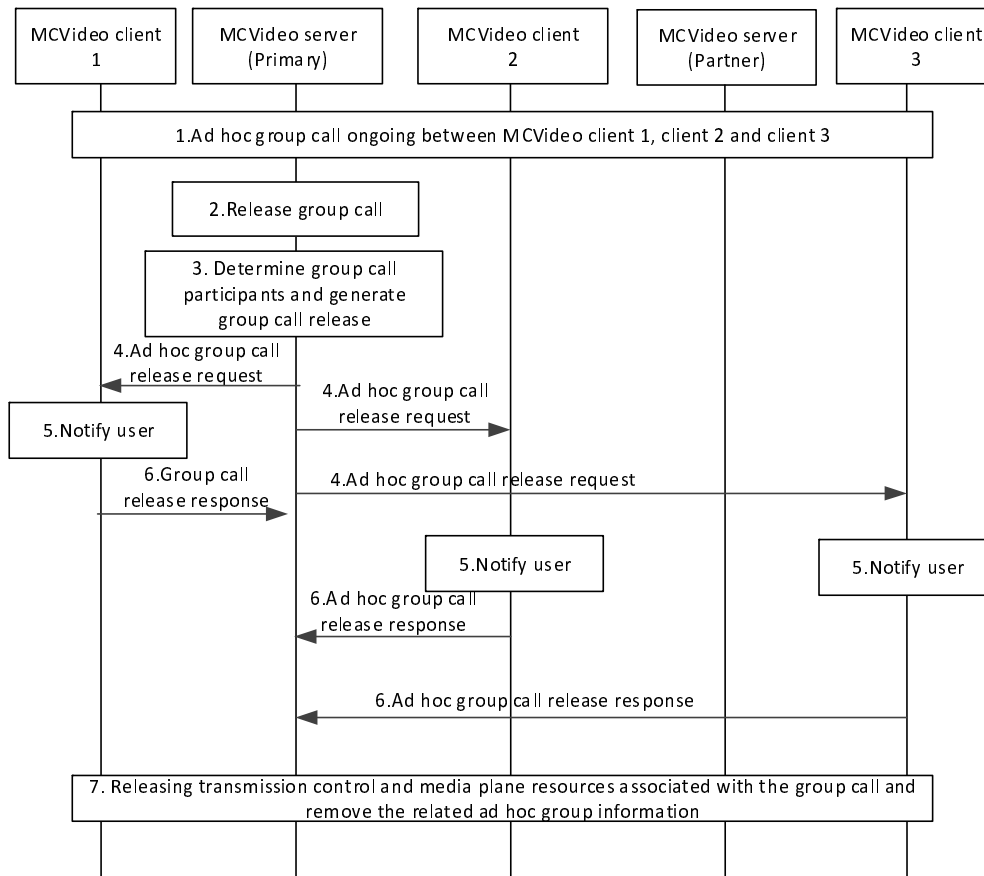 MCVideo client
1
MCVideo server
(Primary)
MCVideo client
2
MCVideo server
(Partner)
MCVideo client
3
1.Ad hoc group call ongoing between MCVideo client 1, client 2 and client 3
2.Release group call
3. Determine group call
participants and generate
group call release
4.Ad hoc group call
release request
4.Ad hoc group call
release request
5.Notify user
6.Group call
release response
4.Ad hoc group call release request
5.Notify user
5.Notify user
6.Ad hoc group call
release response
6.Ad hoc group call release response
7. Releasing transmission control and media plane resources associated with the group call and
remove the related ad hoc group information